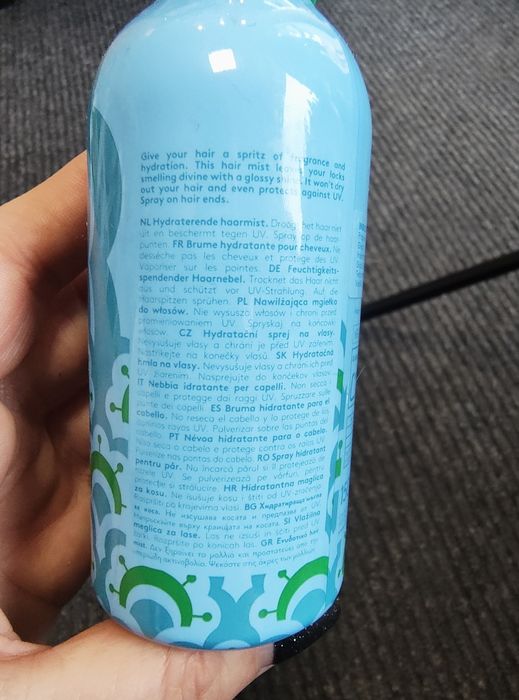 Give your hair a spritz of fragrance and
hydration. This hair mist leaves your locks
smelling divine with a glossy shine. It won't dry
out your hair and even protects against UV.
Spray on hair ends.
NL Hydraterende haarmist. Droogt het haar niet
uit en beschermt tegen UV. Spray op de haar-
punten. FR Brume hydratante pour cheveux. Ne
dessèche pas les cheveux et protège des UV.
Vaporiser sur les pointes. DE Feuchtigkeits-
spendender Haarnebel. Trocknet das Haar nicht
aus und schützt vor UV-Strahlung. Auf die
Haarspitzen sprühen. PL Nawilżająca mgiełka
do włosów. Nie wysusza włosów i chroni przed
promieniowaniem UV. Spryskaj na końcówki
włosów. CZ Hydratační sprej na vlasy.
Nevysušuje vlasy a chrání je před UV zářením.
Nastříkejte na konečky vlasů. SK Hydratačná
hmla na vlasy. Nevysušuje vlasy a chráni ich pred
UV žiarením. Nasprejujte do končekov vlasov.
IT Nebbia idratante per capelli. Non secca i
capelli e protegge dai raggi UV. Spruzzare sulle
punte dei capelli. ES Bruma hidratante para el
cabello. No reseca el cabello y lo protege de los
rayos UV. Pulverizar sobre las puntas del
cabello. PT Névoa hidratante para o cabelo.
Não seca o cabelo e protege contra os raios UV.
Pulverize nas pontas do cabelo. RO Spray hidratant
pentru păr. Nu încarcă părul și îl protejează de
razele UV. Se pulverizează pe vârfuri, pentru
protecție și strălucire. HR Hidratantna maglica
za kosu. Ne isušuje kosu i štiti od UV-zračenja.
Raspršiti po krajevima vlasi. BG Хидратираща мъгла
за коса. Не изсушава косата и предпазва от UV.
Напръскайте върху краищата на косата. SI Vlažilna
meglica za lase. Las ne izsuši in ščiti pred UV
žarki. Razpršite po konicah las. GR Ενυδατικό hair
mist. Δεν ξηραίνει τα μαλλιά και προστατεύει από την
υπεριώδη ακτινοβολία. Ψεκάστε στις άκρες των μαλλιών.